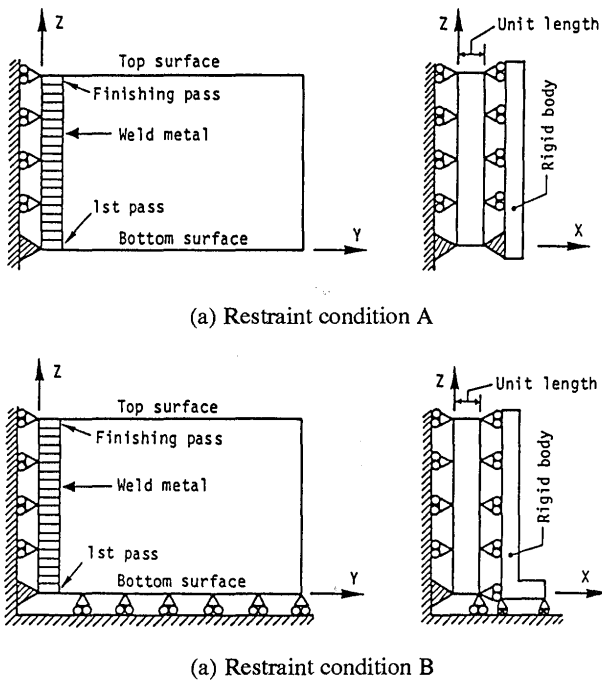 Z
Top surface
Finishing pass
Weld metal
1st pass
Bottom surface
Y
Z
Unit length
Rigid body
X
(a) Restraint condition A
Z
Top surface
Finishing pass
Weld metal
1st pass
Bottom surface
Y
Z
Unit length
Rigid body
X
(a) Restraint condition B